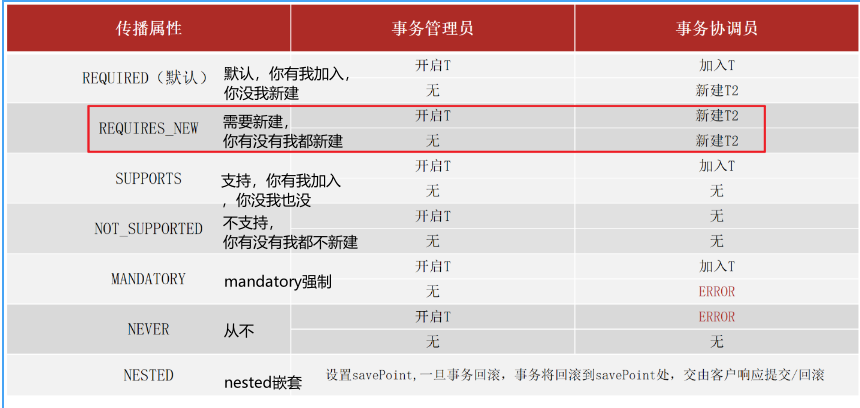 传播属性 事务管理员 事务协调员
REQUIRED（默认） 默认，你有我加入，
你没我新建
开启T 加入T
无 新建T2
REQUIRES_NEW 需要新建，
你有没有我都新建
开启T 新建T2
无 新建T2
SUPPORTS 支持，你有我加入
，你没我也没
开启T 加入T
无 无
NOT_SUPPORTED 不支持，
你有没有我都不新建
开启T 无
无 无
MANDATORY mandatory强制
开启T 加入T
无 ERROR
NEVER 从不
开启T ERROR
无 无
NESTED nested嵌套 设置savePoint,一旦事务回滚，事务将回滚到savePoint处，交由客户响应提交/回滚